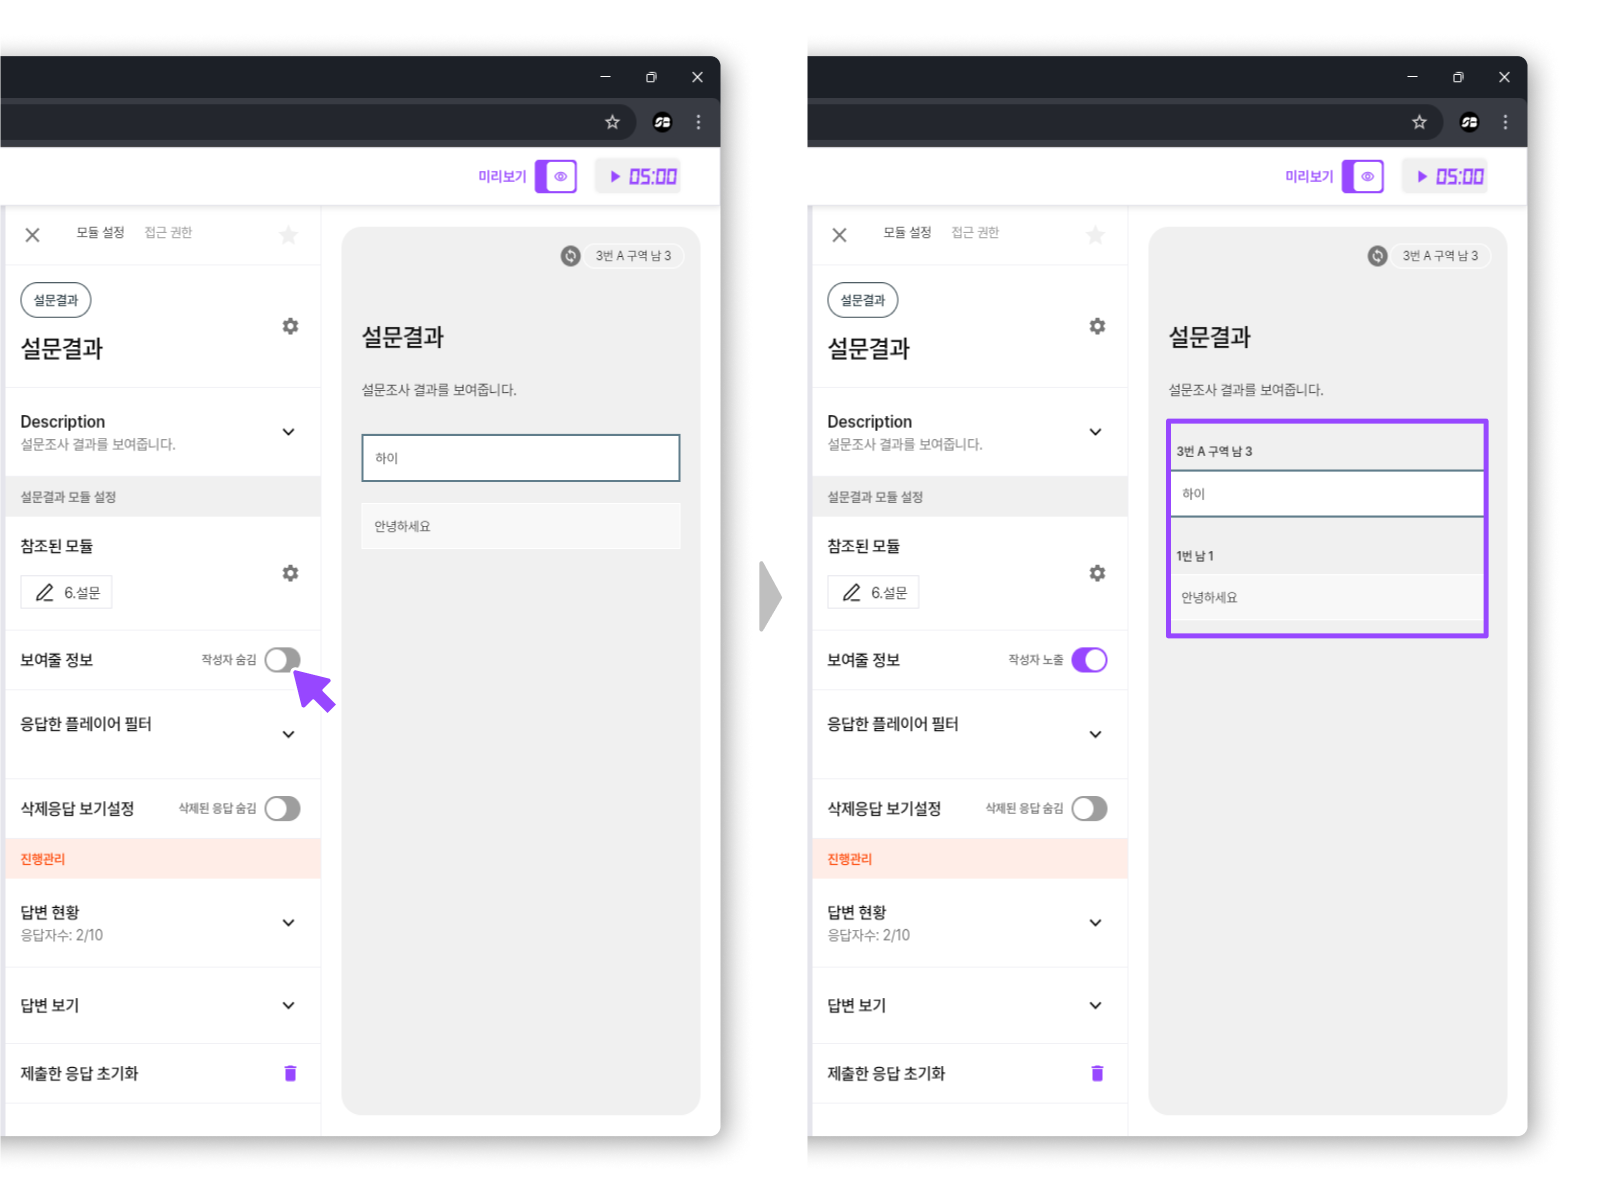 미리보기
05:00
모듈 설정 접근 권한
설문결과
설문결과
Description
설문조사 결과를 보여줍니다.
설문결과 모듈 설정
참조된 모듈
6.설문
보여줄 정보 작성자 숨김
응답한 플레이어 필터
삭제응답 보기설정 삭제된 응답 숨김
진행관리
답변 현황
응답자수: 2/10
답변 보기
제출한 응답 초기화
3번 A 구역 남 3
설문결과
설문조사 결과를 보여줍니다.
하이
안녕하세요
미리보기
05:00
모듈 설정 접근 권한
설문결과
설문결과
Description
설문조사 결과를 보여줍니다.
설문결과 모듈 설정
참조된 모듈
6.설문
보여줄 정보 작성자 노출
응답한 플레이어 필터
삭제응답 보기설정 삭제된 응답 숨김
진행관리
답변 현황
응답자수: 2/10
답변 보기
제출한 응답 초기화
3번 A 구역 남 3
설문결과
설문조사 결과를 보여줍니다.
3번 A 구역 남 3
하이
1번 남 1
안녕하세요